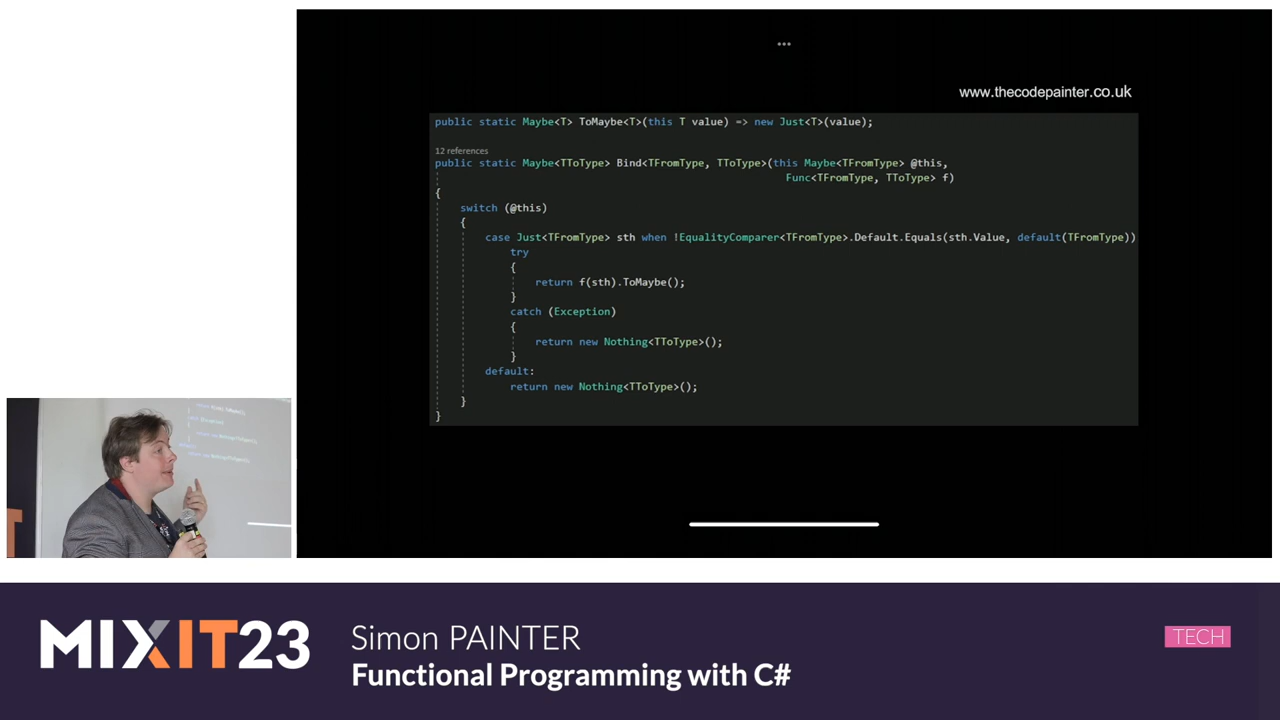 ...
www.thecodepainter.co.uk
public static Maybe<T> ToMaybe<T>(this T value) => new Just<T>(value);
12 references
public static Maybe<TToType> Bind<TFromType, TToType>(this Maybe<TFromType> @this,
Func<TFromType, TToType> f)
{
switch (@this)
{
case Just<TFromType> sth when !EqualityComparer<TFromType>.Default.Equals(sth.Value, default(TFromType))
try
{
return f(sth).ToMaybe();
}
catch (Exception)
{
return new Nothing<TToType>();
}
default:
return new Nothing<TToType>();
}
}
MIXIT23
Simon PAINTER
Functional Programming with C#
TECH